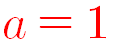 a = 1